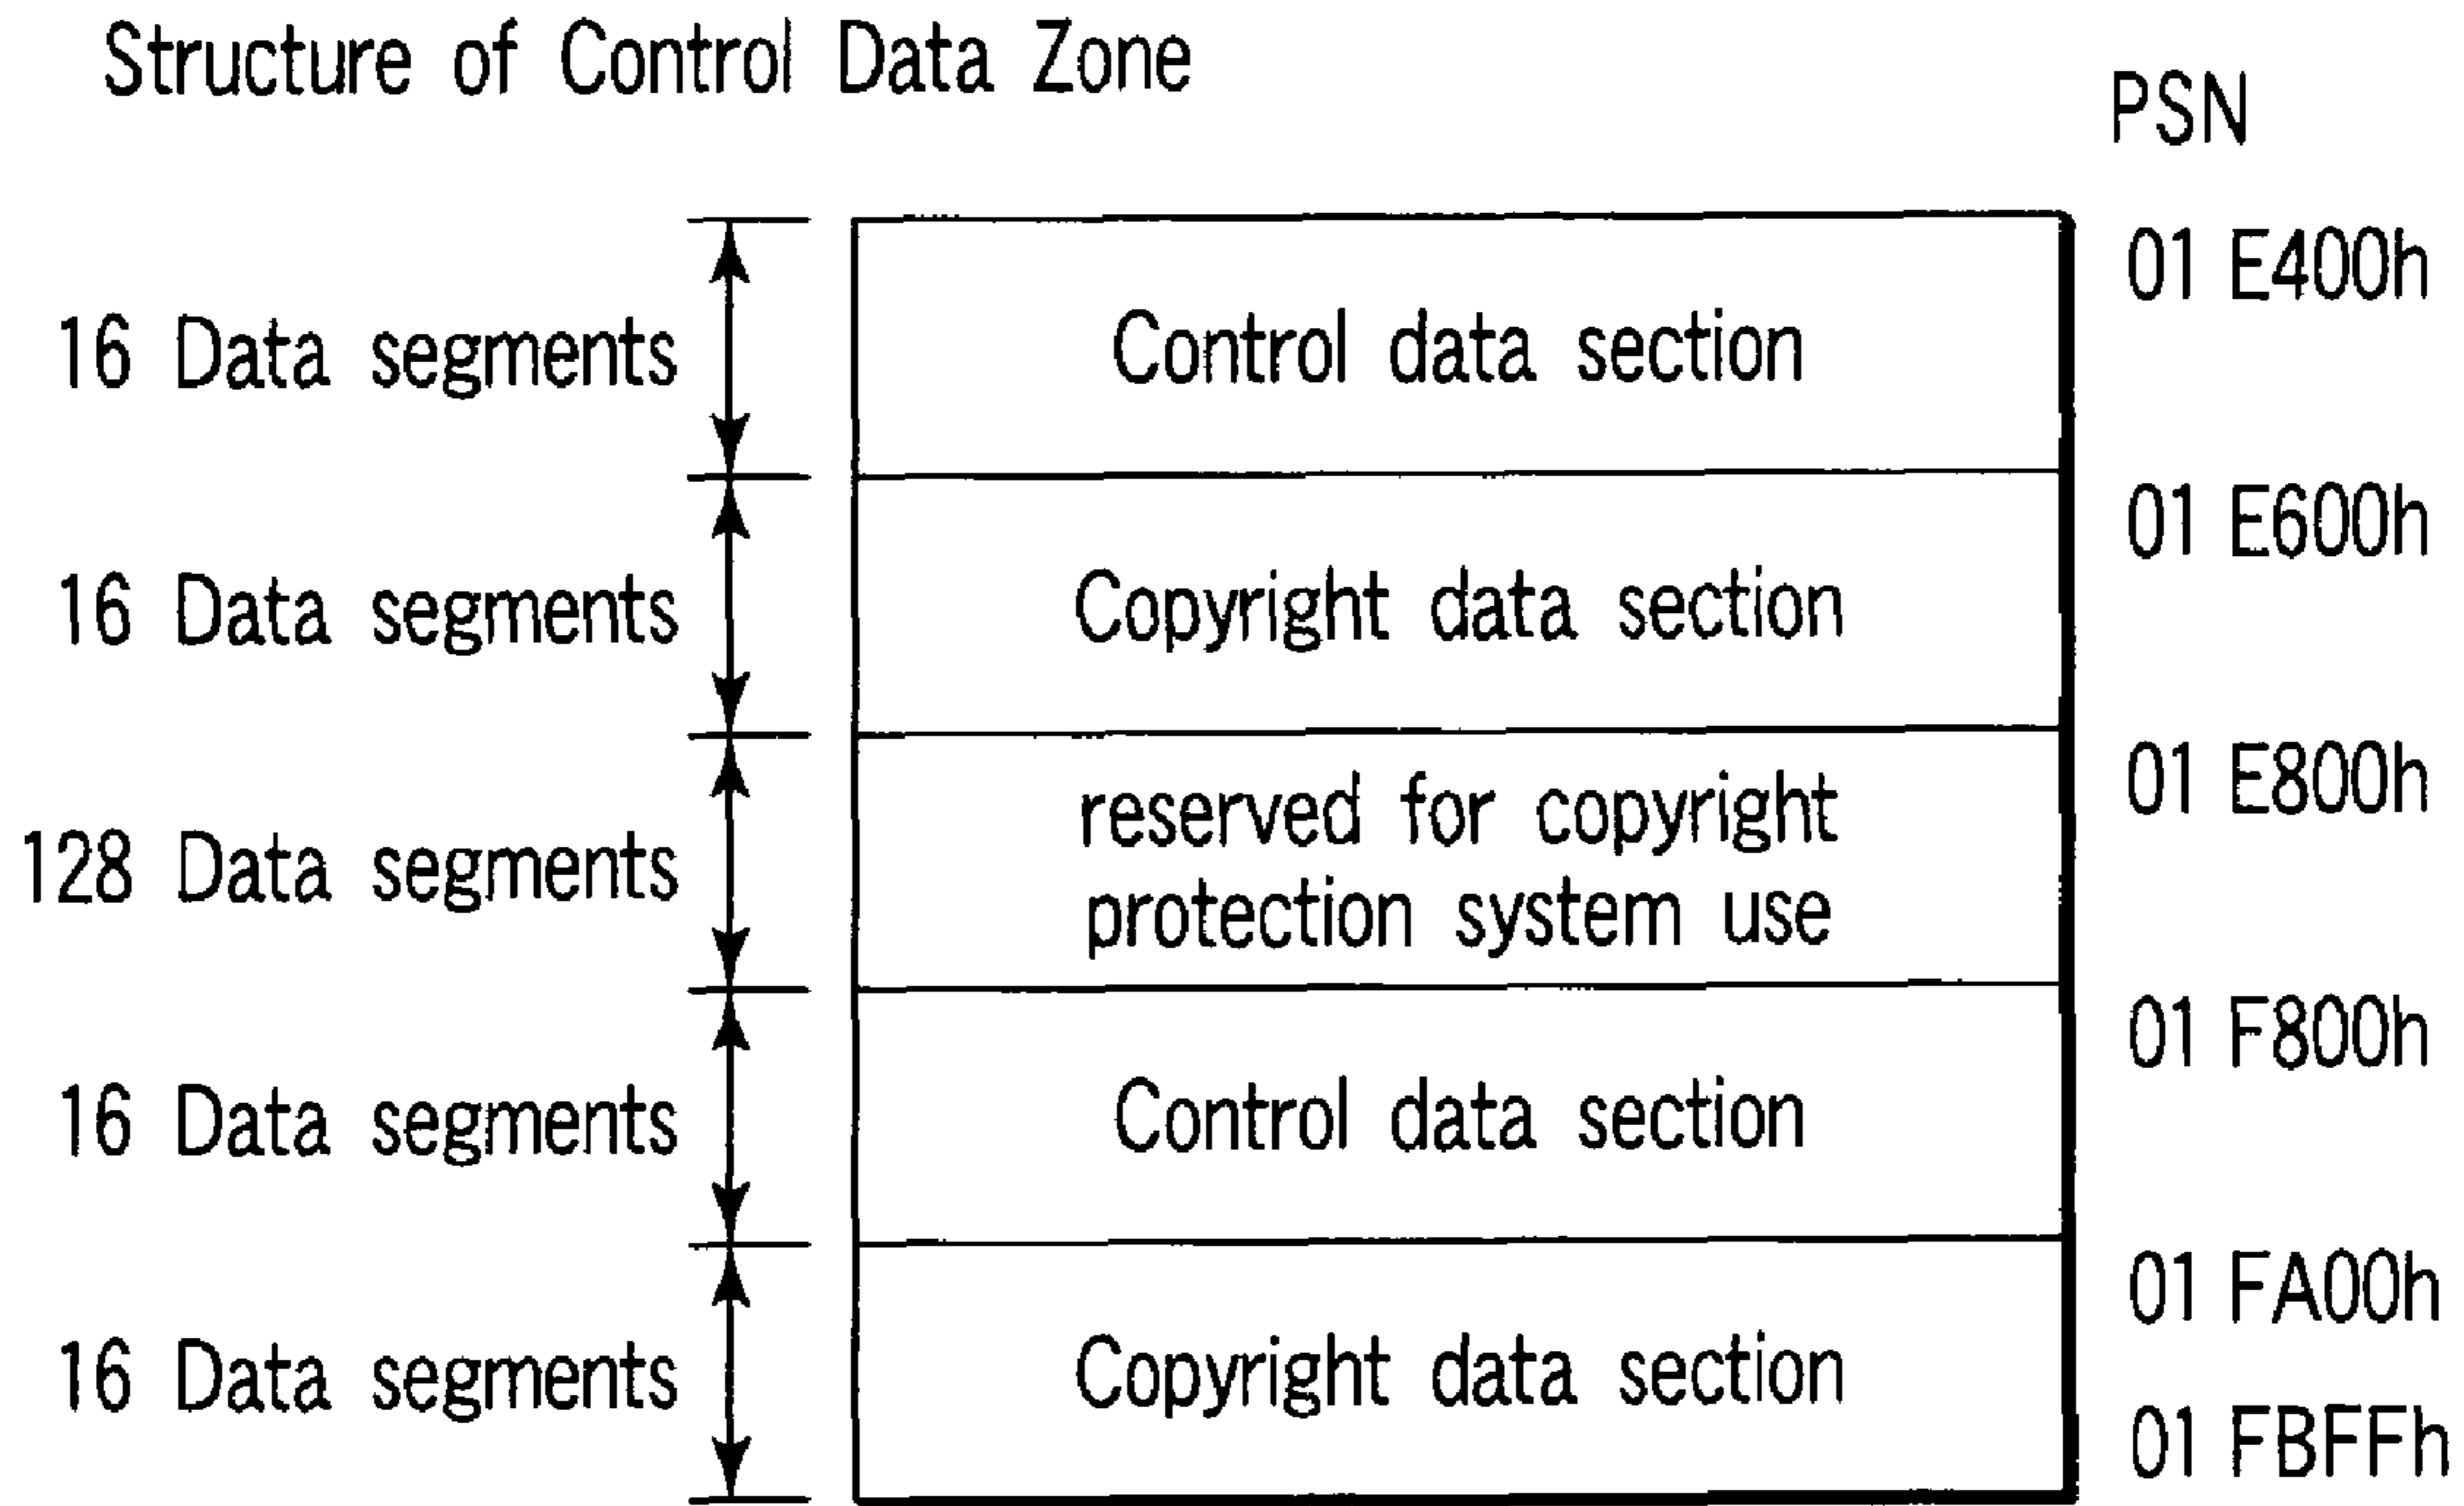 Structure of Control Data Zone
PSN
01 E400h
16 Data segments
Control data section
01 E600h
16 Data segments
Copyright data section
01 E800h
128 Data segments
reserved for copyright
protection system use
01 F800h
16 Data segments
Control data section
01 FA00h
16 Data segments
Copyright data section
01 FBFFh